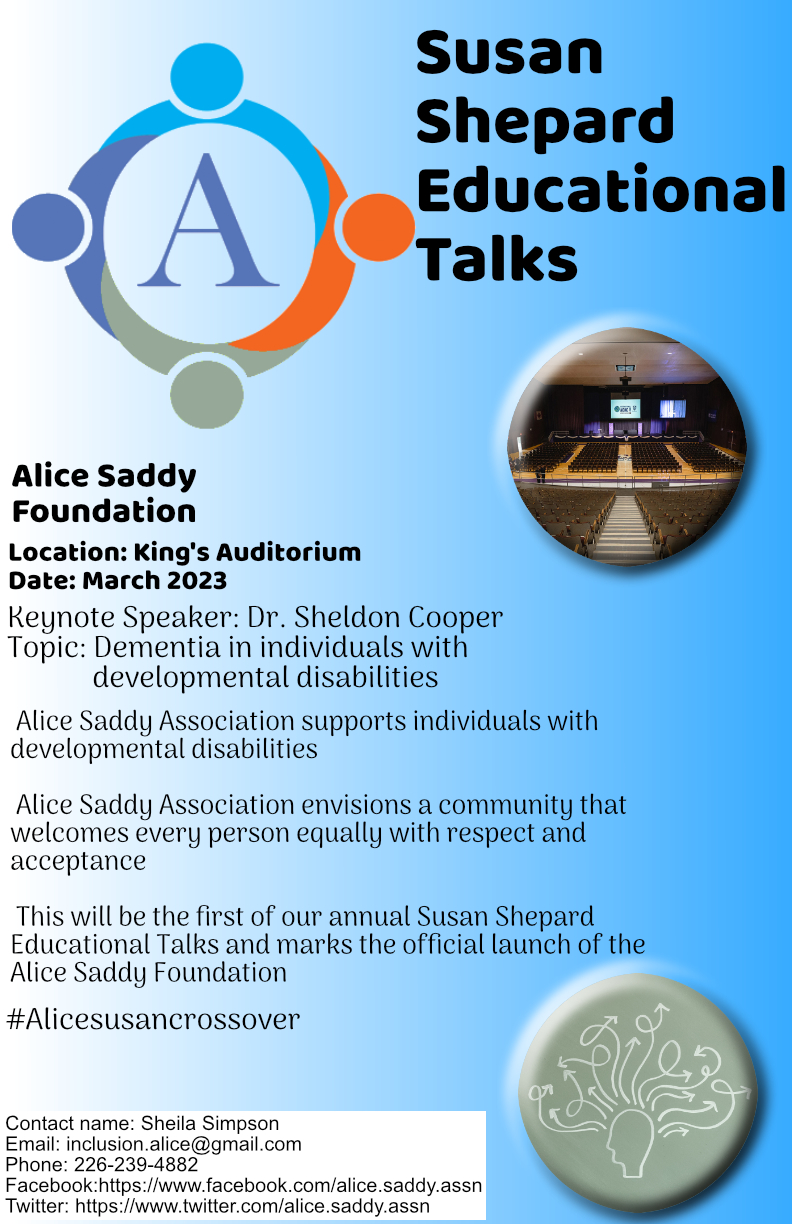 Susan
Shepard
Educational
Talks
A
Alice Saddy
Foundation
Location: King's Auditorium
Date: March 2023
Keynote Speaker: Dr. Sheldon Cooper
Topic: Dementia in individuals with
developmental disabilities
Alice Saddy Association supports individuals with
developmental disabilities
Alice Saddy Association envisions a community that
welcomes every person equally with respect and
acceptance
This will be the first of our annual Susan Shepard
Educational Talks and marks the official launch of the
Alice Saddy Foundation
#Alicesusancrossover
Contact name: Sheila Simpson
Email: inclusion.alice@gmail.com
Phone: 226-239-4882
Facebook:https://www.facebook.com/alice.saddy.assn
Twitter: https://www.twitter.com/alice.saddy.assn